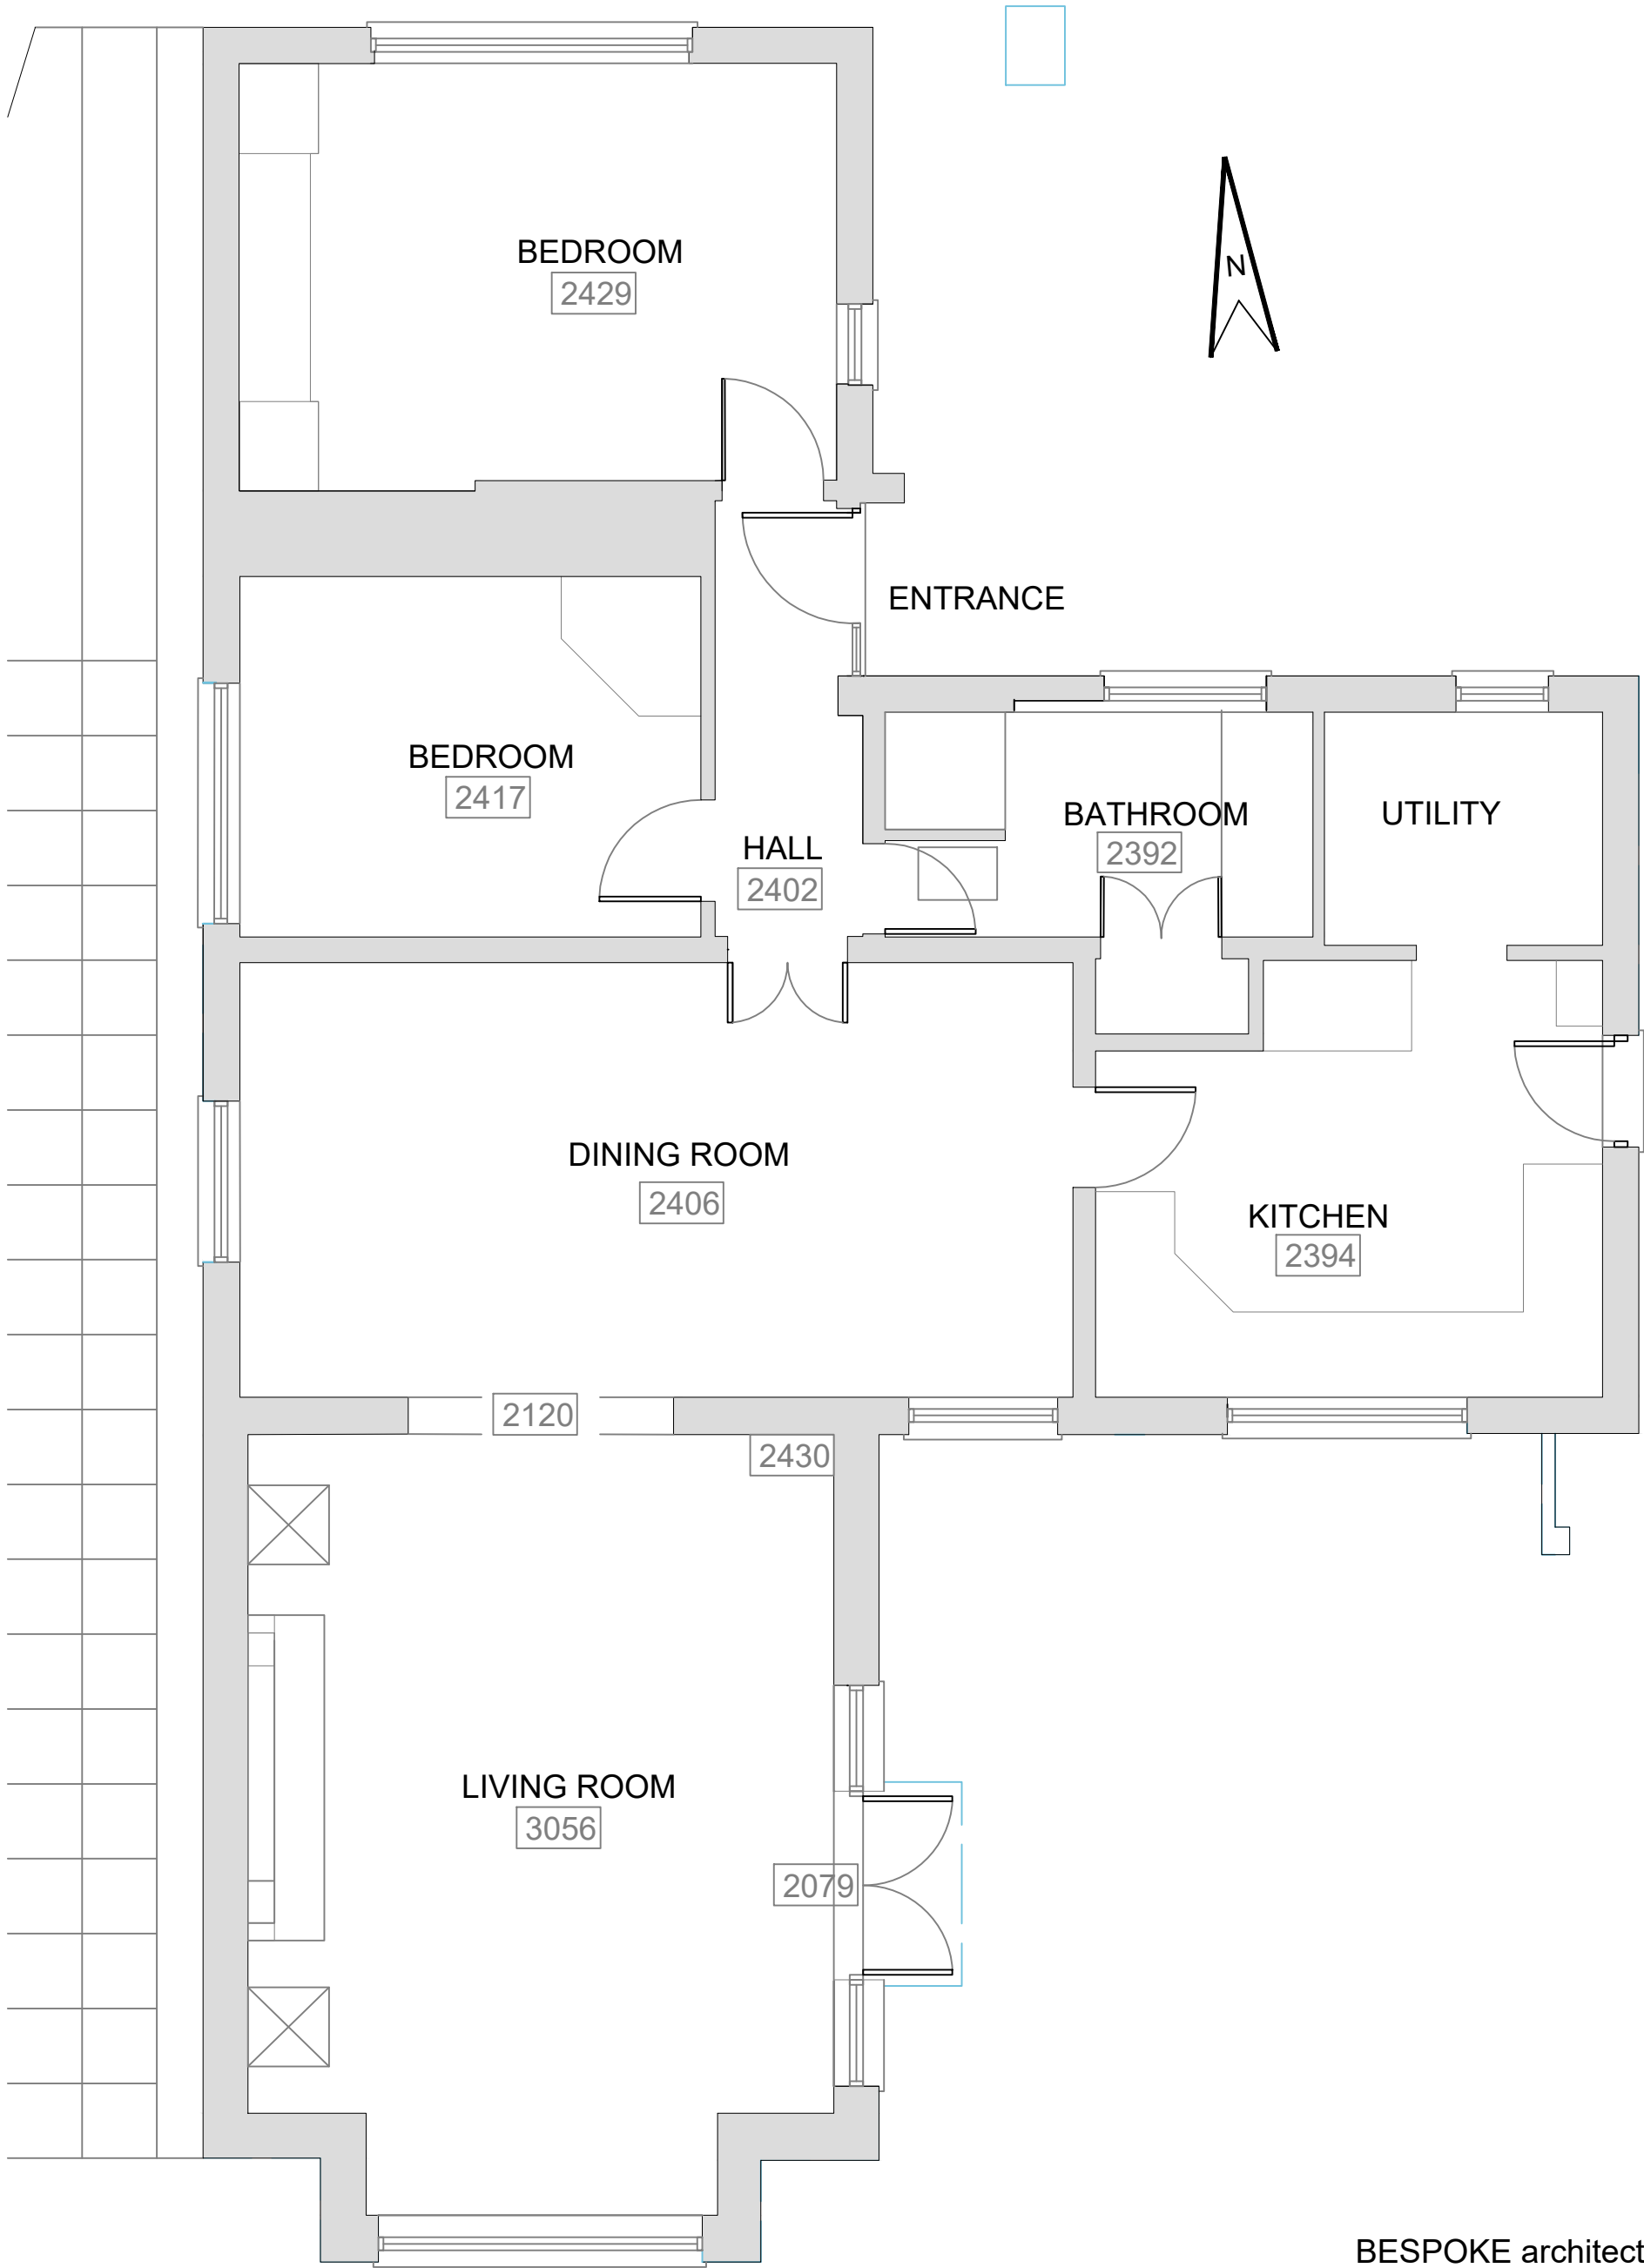 BEDROOM
2429
N
ENTRANCE
BEDROOM
2417
HALL
2402
BATHROOM
2392
UTILITY
DINING ROOM
2406
KITCHEN
2394
2120
2430
LIVING ROOM
3056
2079
BESPOKE architect